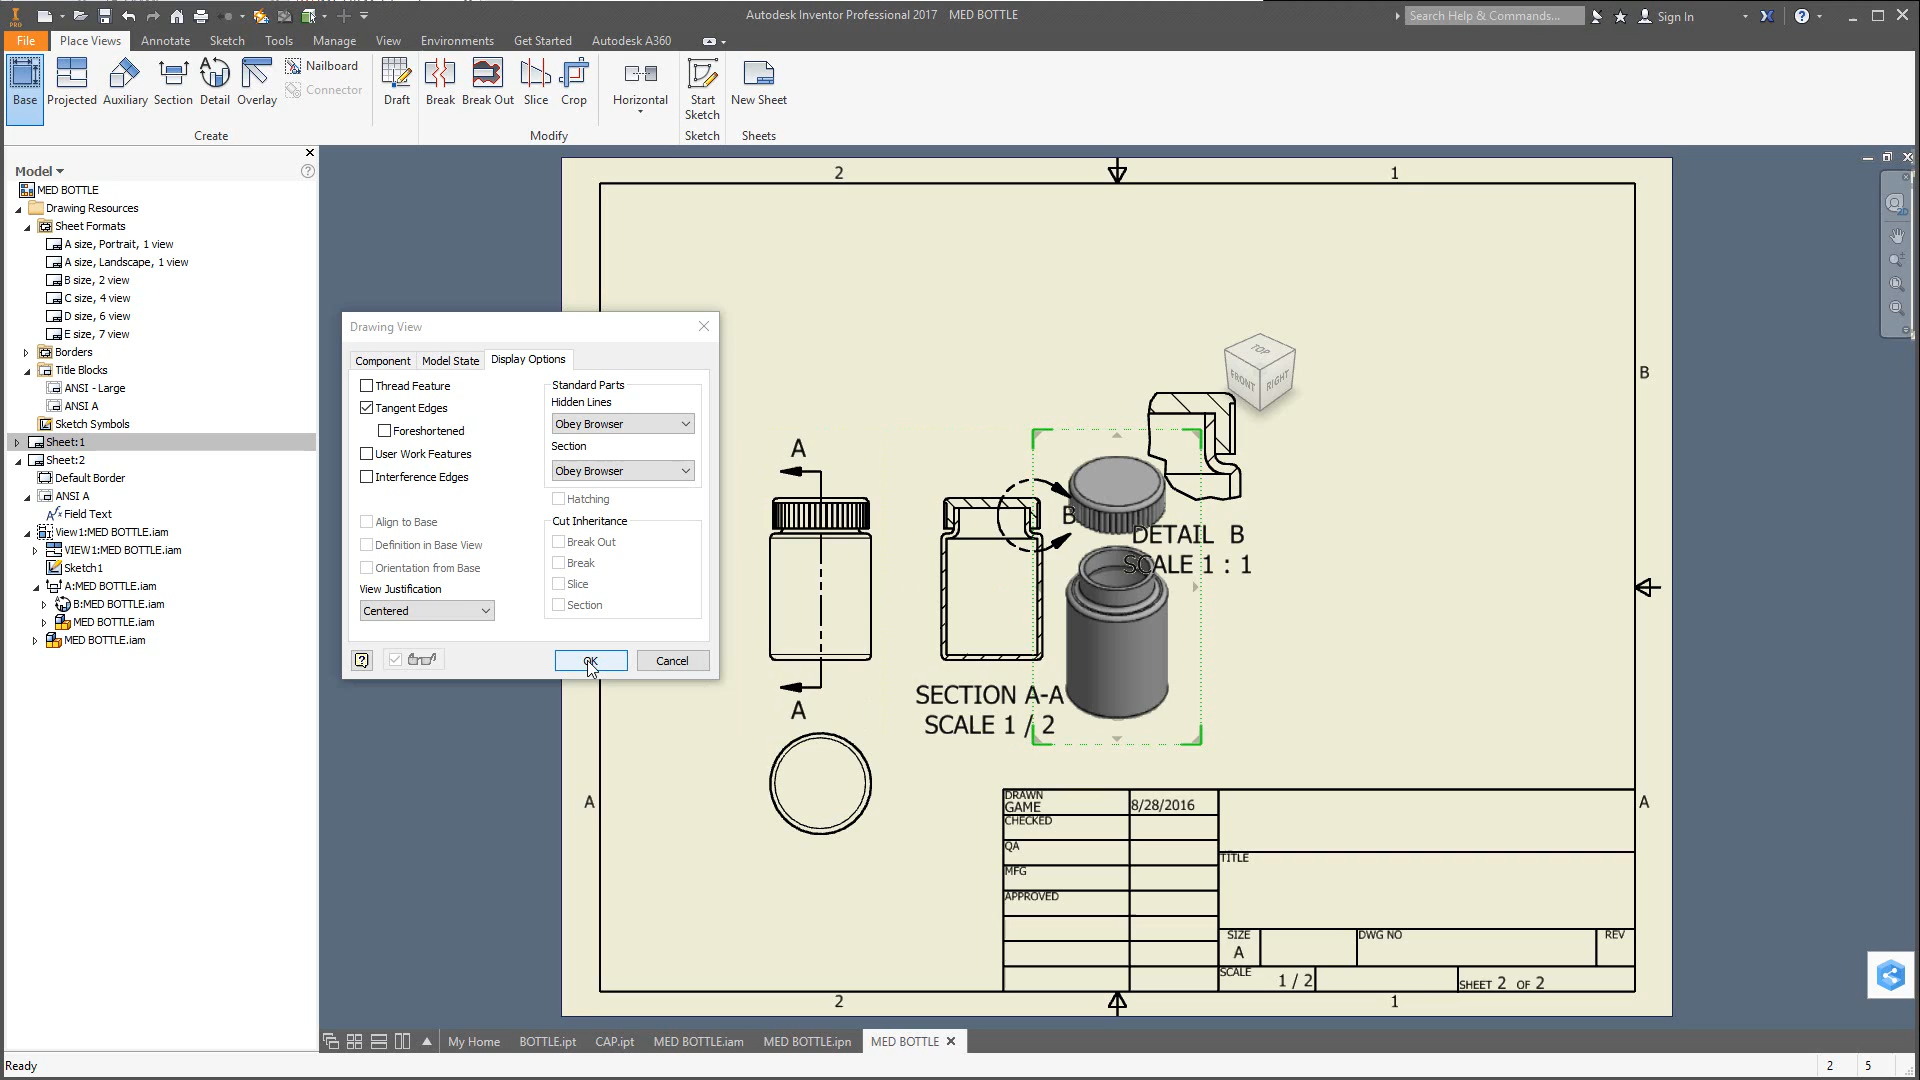 Autodesk Inventor Professional 2017 MED BOTTLE
Search Help & Commands...
Sign In
PRO
File
Place Views
Annotate
Sketch
Tools
Manage
View
Environments
Get Started
Autodesk A360
Base
Projected
Auxiliary
Section
Detail
Overlay
Nailboard
Connector
Draft
Break
Break Out
Slice
Crop
Horizontal
Start
Sketch
New Sheet
Create
Modify
Sketch
Sheets
Model
MED BOTTLE
Drawing Resources
Sheet Formats
A size, Portrait, 1 view
A size, Landscape, 1 view
B size, 2 view
C size, 4 view
D size, 6 view
E size, 7 view
Borders
Title Blocks
ANSI - Large
ANSI A
Sketch Symbols
Sheet:1
Sheet:2
Default Border
ANSI A
Field Text
View1:MED BOTTLE.iam
VIEW1:MED BOTTLE.iam
Sketch1
A:MED BOTTLE.iam
B:MED BOTTLE.iam
MED BOTTLE.iam
MED BOTTLE.iam
Drawing View
Component
Model State
Display Options
Thread Feature
Tangent Edges
Foreshortened
User Work Features
Interference Edges
Align to Base
Definition in Base View
Orientation from Base
View Justification
Centered
Standard Parts
Hidden Lines
Obey Browser
Section
Obey Browser
Hatching
Cut Inheritance
Break Out
Break
Slice
Section
OK
Cancel
2
1
B
A
A
2
1
TOP
FRONT
RIGHT
A
A
B
SECTION A-A
SCALE 1 / 2
DETAIL B
SCALE 1 : 1
DRAWN
GAME
8/28/2016
CHECKED
QA
MFG
APPROVED
TITLE
SIZE
A
DWG NO
REV
SCALE
1 / 2
SHEET 2 OF 2
My Home
BOTTLE.ipt
CAP.ipt
MED BOTTLE.iam
MED BOTTLE.ipn
MED BOTTLE
Ready
2
5